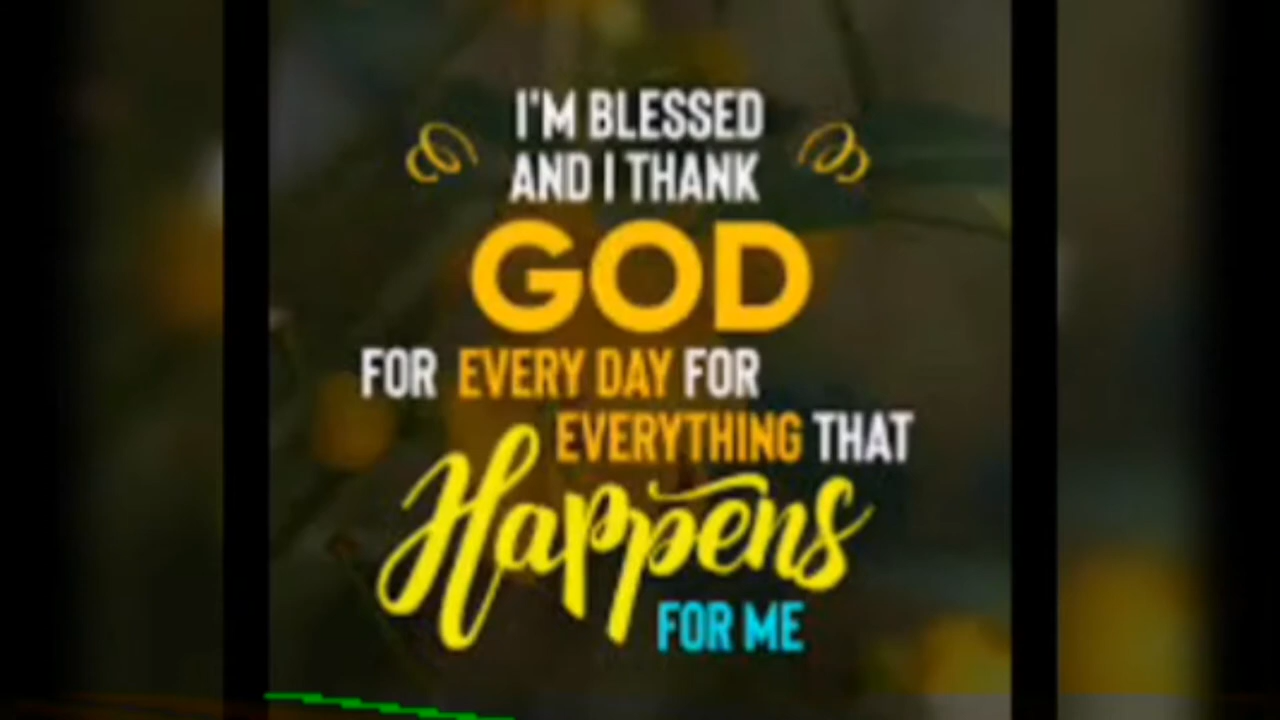 I'M BLESSED
AND I THANK
GOD
FOR EVERY DAY FOR
EVERYTHING THAT
Happens
FOR ME